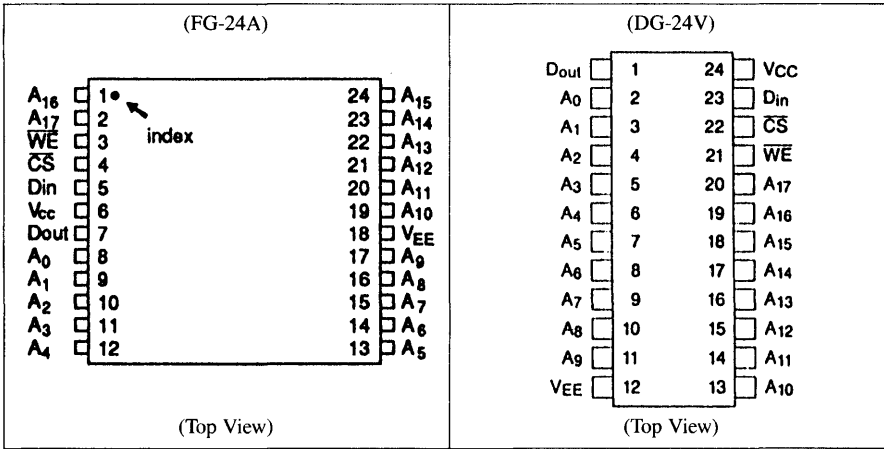 (FG-24A)
A16 1 24 A15
A17 2 23 A14
index
W̅E̅ 3 22 A13
C̅S̅ 4 21 A12
Din 5 20 A11
Vcc 6 19 A10
Dout 7 18 VEE
A0 8 17 A9
A1 9 16 A8
A2 10 15 A7
A3 11 14 A6
A4 12 13 A5
(Top View)
(DG-24V)
Dout 1 24 VCC
A0 2 23 Din
A1 3 22 C̅S̅
A2 4 21 W̅E̅
A3 5 20 A17
A4 6 19 A16
A5 7 18 A15
A6 8 17 A14
A7 9 16 A13
A8 10 15 A12
A9 11 14 A11
VEE 12 13 A10
(Top View)